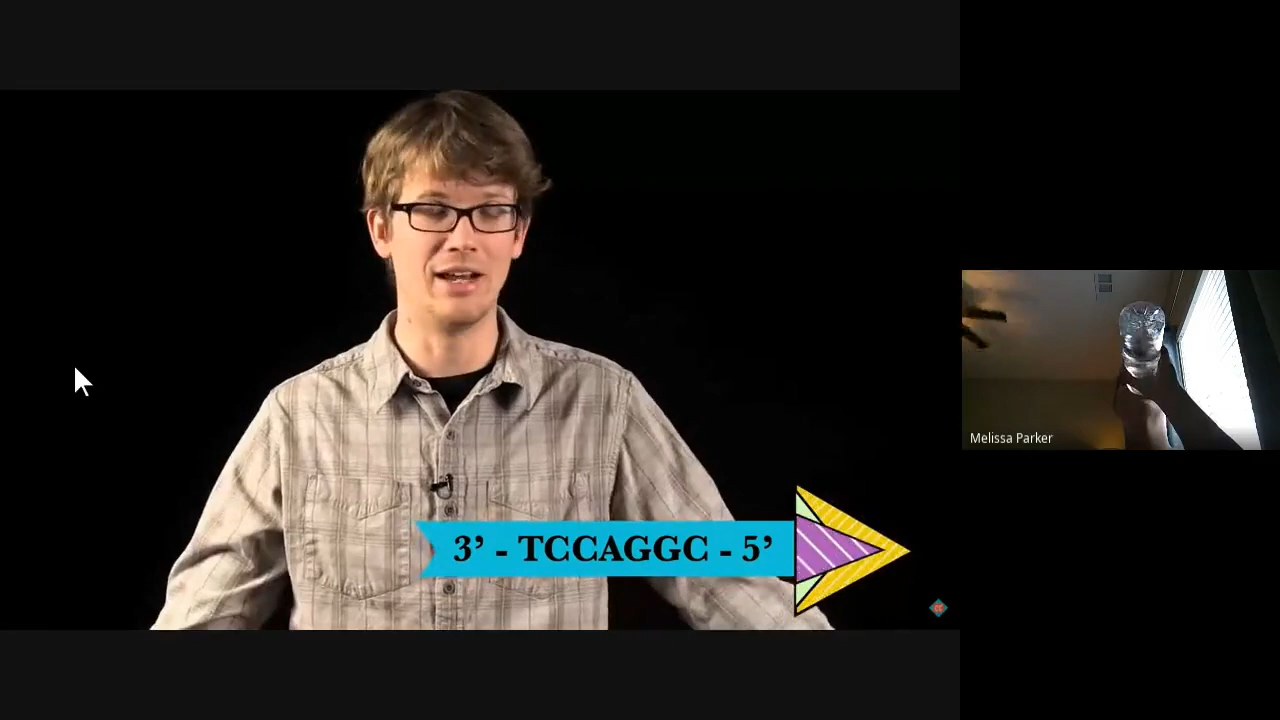 3’ - TCCAGGC - 5’
Melissa Parker